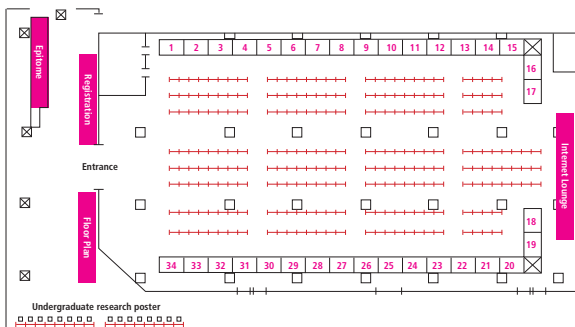 1 2 3 4 5 6 7 8 9 10 11 12 13 14 15
16
17
Epitome
Registration
Internet Lounge
Entrance
Floor Plan
18
19
34 33 32 31 30 29 28 27 26 25 24 23 22 21 20
Undergraduate research poster